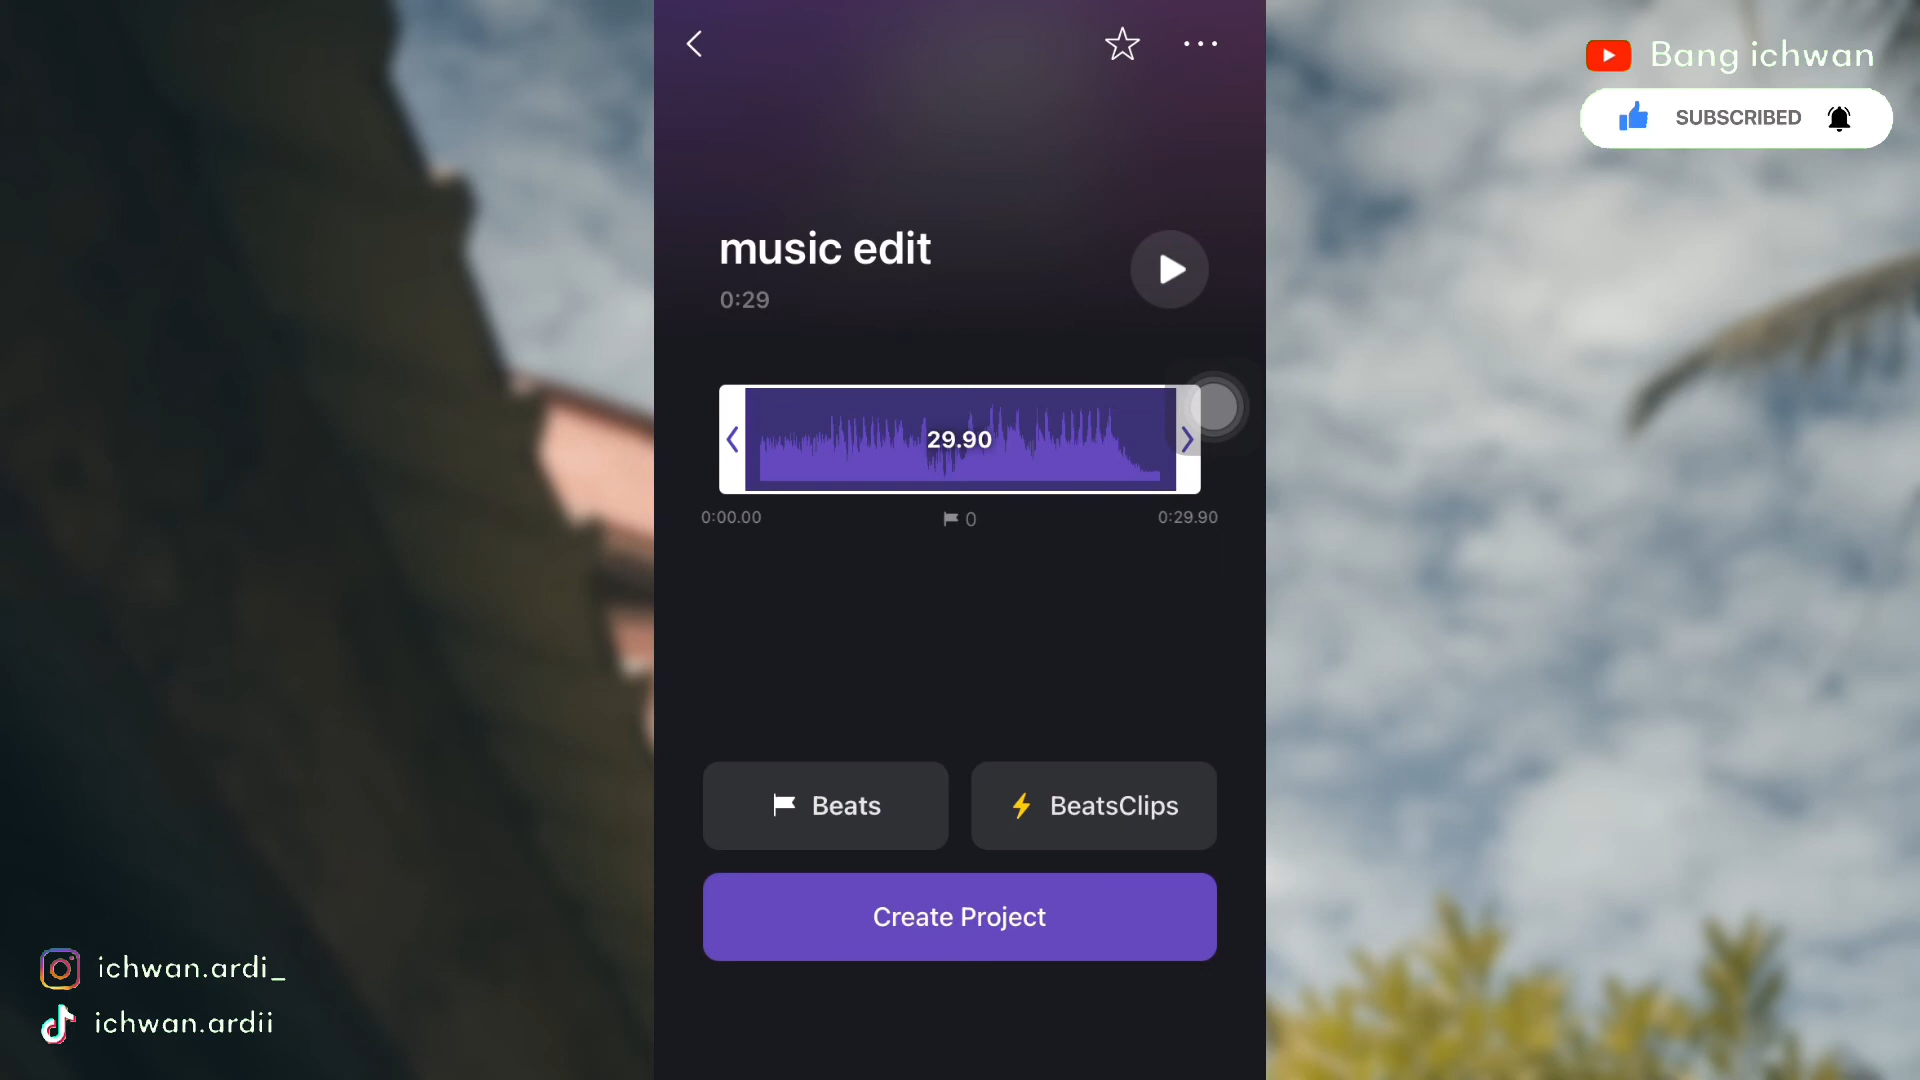 Bang ichwan
SUBSCRIBED
music edit
0:29
29.90
0:00.00
0
0:29.90
Beats
BeatsClips
Create Project
ichwan.ardi_
ichwan.ardii